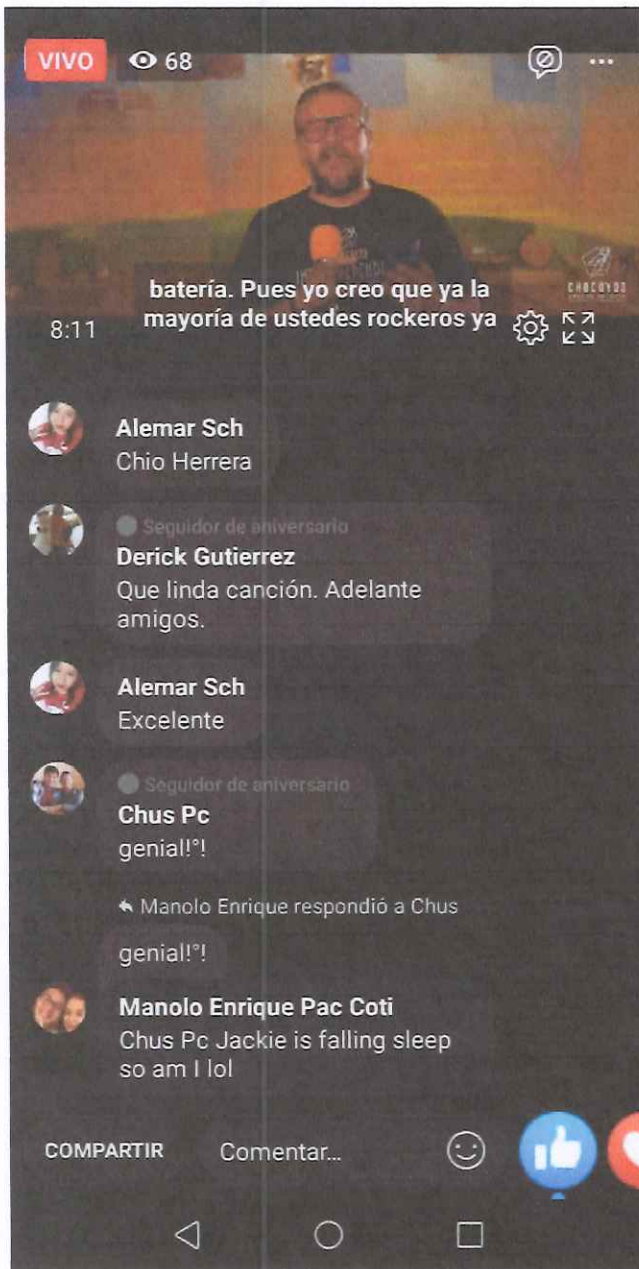 VIVO 68
batería. Pues yo creo que ya la
mayoría de ustedes rockeros ya
8:11
CHOCOYOS
Alemar Sch
Chio Herrera
Seguidor de aniversario
Derick Gutierrez
Que linda canción. Adelante
amigos.
Alemar Sch
Excelente
Seguidor de aniversario
Chus Pc
genial!°!
Manolo Enrique respondió a Chus
genial!°!
Manolo Enrique Pac Coti
Chus Pc Jackie is falling sleep
so am I lol
COMPARTIR Comentar...